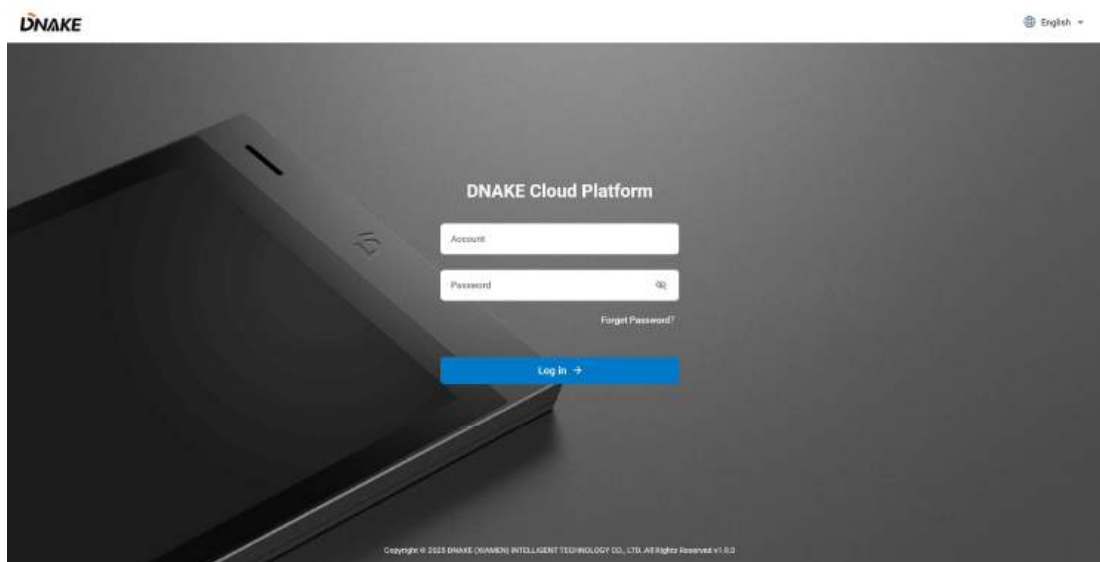 DNAKE
English
DNAKE Cloud Platform
Account
Password
Forget Password?
Log in →
Copyright © 2025 DNAKE (XIAMEN) INTELLIGENT TECHNOLOGY CO., LTD. All Rights Reserved